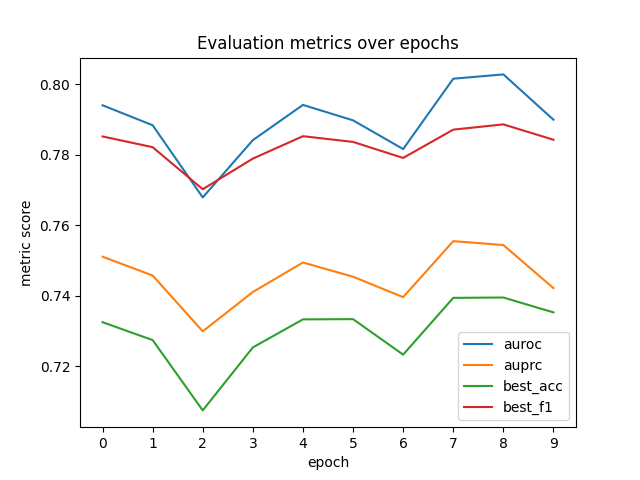 Evaluation metrics over epochs
metric score
0.80
0.78
0.76
0.74
0.72
auroc
auprc
best_acc
best_f1
0 1 2 3 4 5 6 7 8 9
epoch